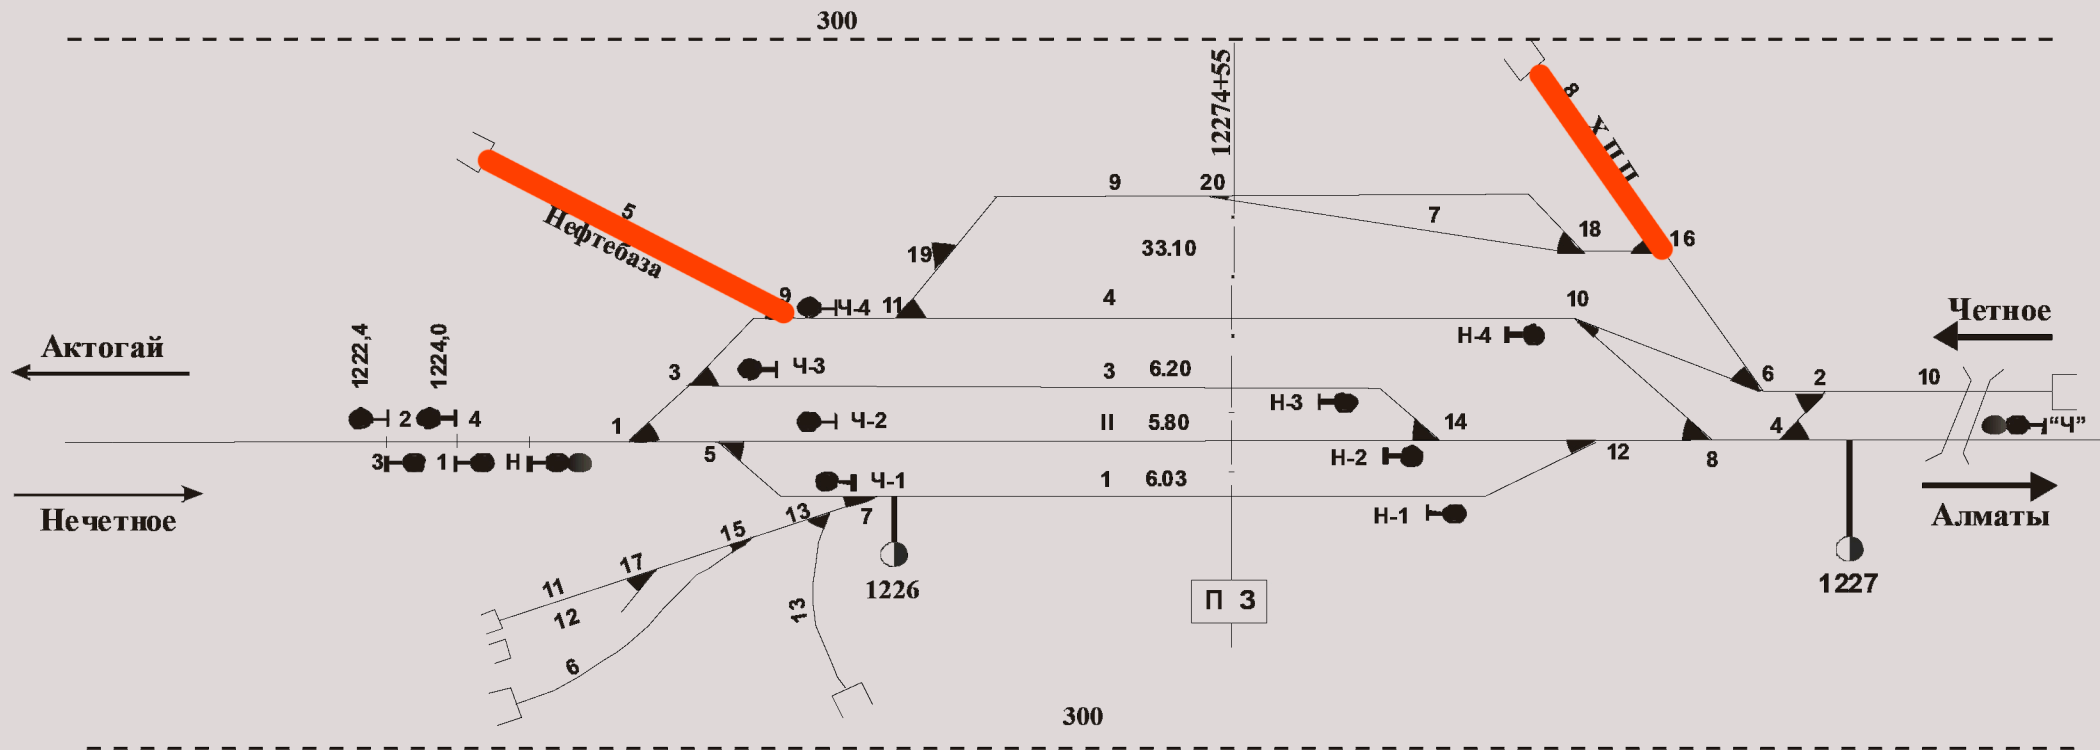 300
12274+55
8
Х П П
9
20
5
Нефтебаза
7
18
16
19
33.10
9
Ч-4
11
4
10
Четное
Н-4
Актогай
1222,4
1224,0
3
Ч-3
3
6.20
6
2
10
Н-3
2
4
1
Ч-2
II
5.80
14
4
"Ч"
3
1
Н
5
Н-2
12
8
Нечетное
Ч-1
1
6.03
13
7
Н-1
Алматы
15
17
11
12
1226
1227
13
П З
6
300